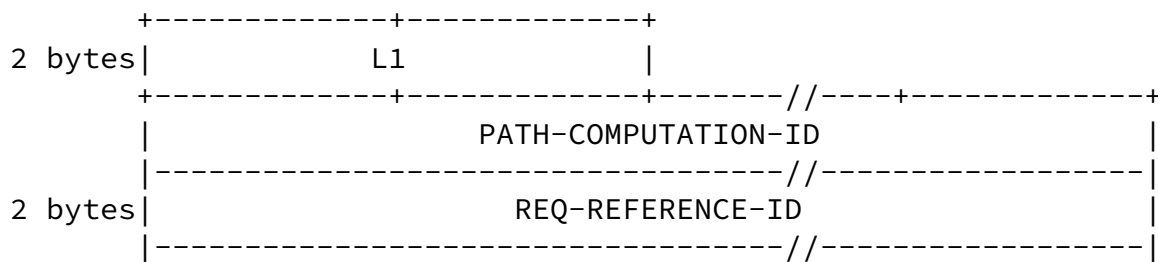 +-------------+-------------+
2 bytes|            L1             |
+-------------+-------------+-------//----+-------------+
|                  PATH-COMPUTATION-ID                  |
|-----------------------------------//------------------|
2 bytes|                    REQ-REFERENCE-ID                   |
|-----------------------------------//------------------|